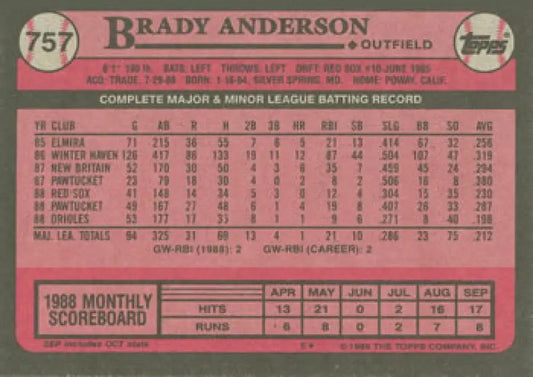 757 BRADY ANDERSON OUTFIELD Topps
6'1" 190 lb. BATS: LEFT THROWS: LEFT DRFT: RED SOX #10-JUNE 1985
ACQ: TRADE, 7-29-88 BORN: 1-18-64, SILVER SPRING, MD. HOME: POWAY, CALIF.
COMPLETE MAJOR & MINOR LEAGUE BATTING RECORD
YR CLUB G AB R H 2B 3B HR RBI SB SLG BB SO AVG
85 ELMIRA 71 215 36 55 7 6 5 21 13 .414 67 32 .256
86 WINTER HAVEN 126 417 86 133 19 11 12 87 44 .504 107 47 .319
87 NEW BRITAIN 52 170 30 50 4 3 6 35 7 .459 45 24 .294
87 PAWTUCKET 23 79 18 30 4 0 2 8 2 .506 16 8 .380
88 RED SOX 41 148 14 34 5 3 0 12 4 .304 15 35 .230
88 PAWTUCKET 49 167 27 48 6 1 4 19 8 .407 26 33 .287
88 ORIOLES 53 177 17 35 8 1 1 9 6 .271 8 40 .198
MAJ. LEA. TOTALS 94 325 31 69 13 4 1 21 10 .286 23 75 .212
GW-RBI (1988): 2 GW-RBI (CAREER): 2
1988 MONTHLY SCOREBOARD
APR MAY JUN JUL AUG SEP
HITS 13 21 0 2 16 17
RUNS 6 8 0 2 7 8
SEP includes OCT stats E* © 1989 THE TOPPS COMPANY, INC.